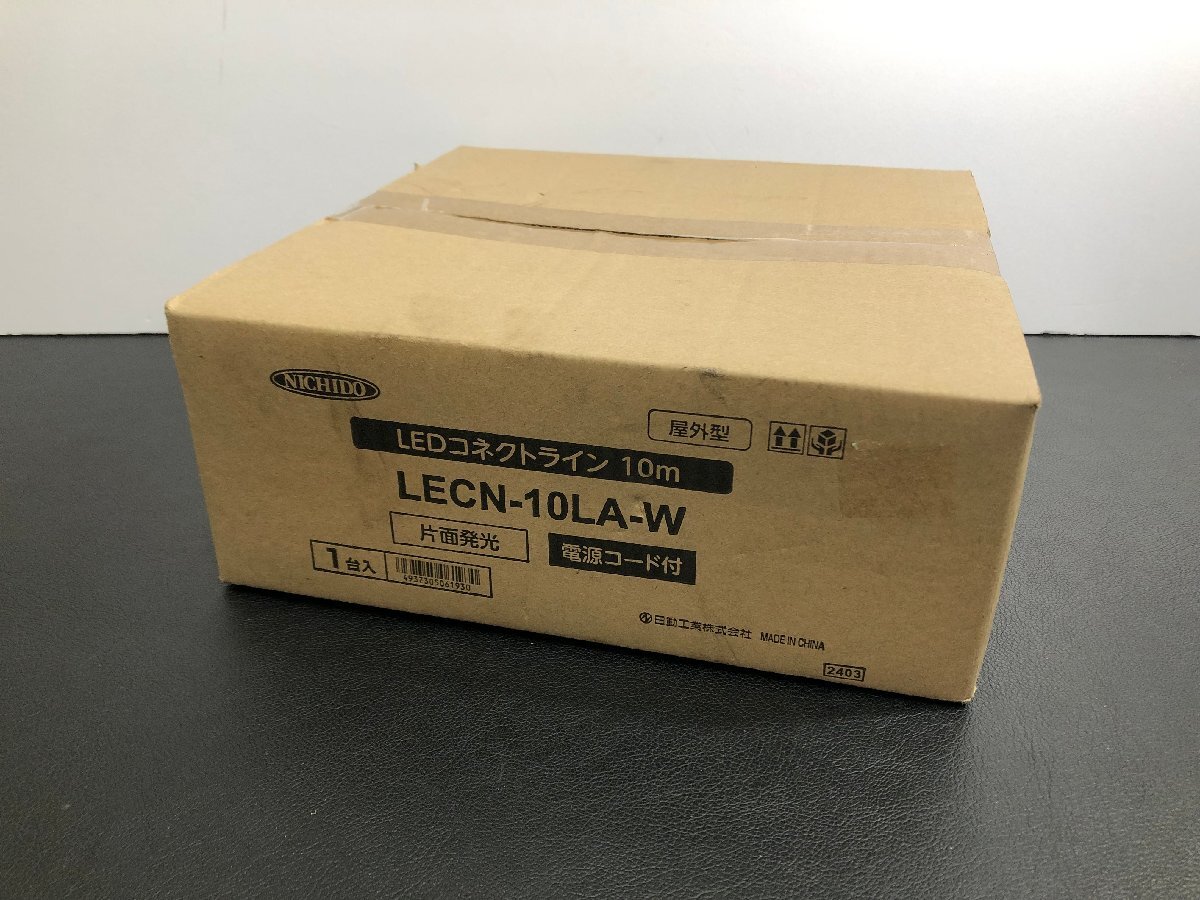 NICHIDO
屋外型
LEDコネクトライン 10m
LECN-10LA-W
片面発光
電源コード付
1台入
4937305061930
日動工業株式会社 MADE IN CHINA
2403